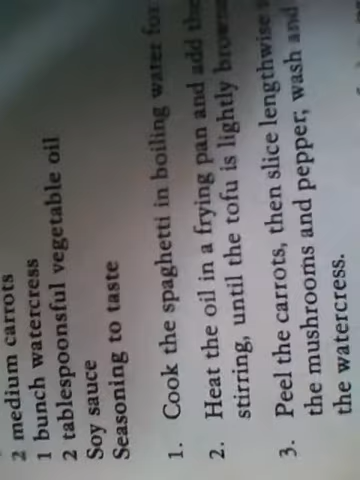 2 medium carrots
1 bunch watercress
2 tablespoonsful vegetable oil
Soy sauce
Seasoning to taste
1. Cook the spaghetti in boiling water for
2. Heat the oil in a frying pan and add the
stirring, until the tofu is lightly
3. Peel the carrots, then slice lengthwise
the mushrooms and pepper; wash and
the watercress.